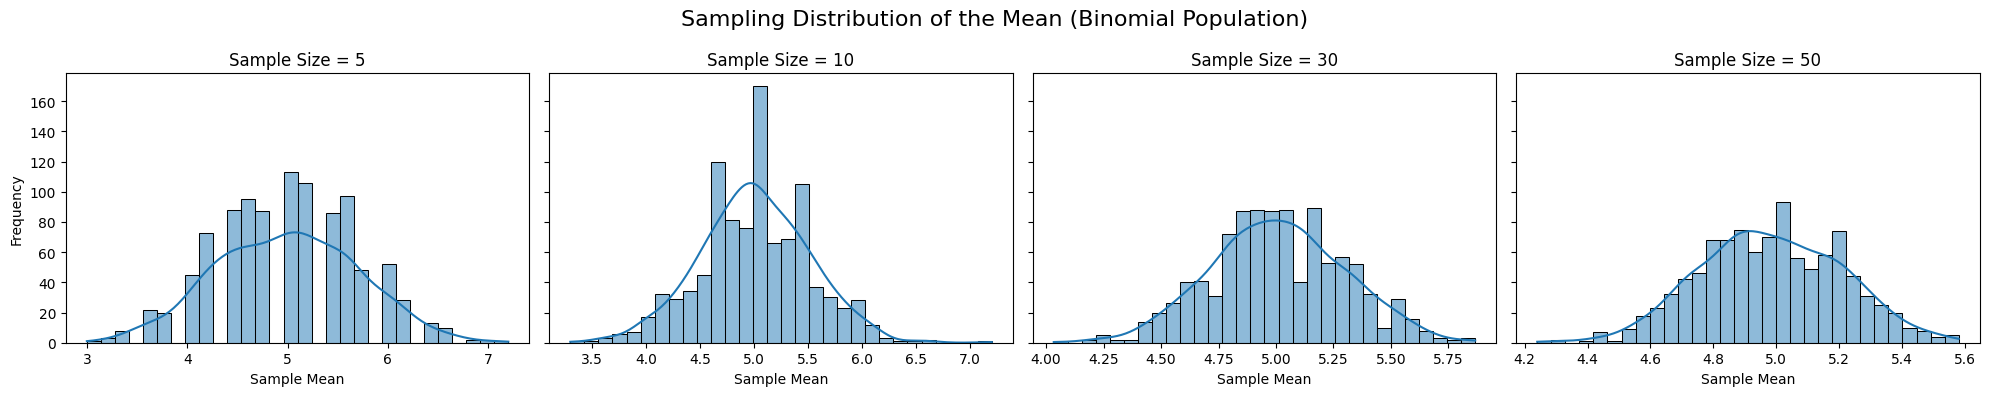 Sampling Distribution of the Mean (Binomial Population)
Sample Size = 5
Sample Size = 10
Sample Size = 30
Sample Size = 50
Frequency
160
140
120
100
80
60
40
20
0
3 4 5 6 7
3.5 4.0 4.5 5.0 5.5 6.0 6.5 7.0
4.00 4.25 4.50 4.75 5.00 5.25 5.50 5.75
4.2 4.4 4.6 4.8 5.0 5.2 5.4 5.6
Sample Mean
Sample Mean
Sample Mean
Sample Mean